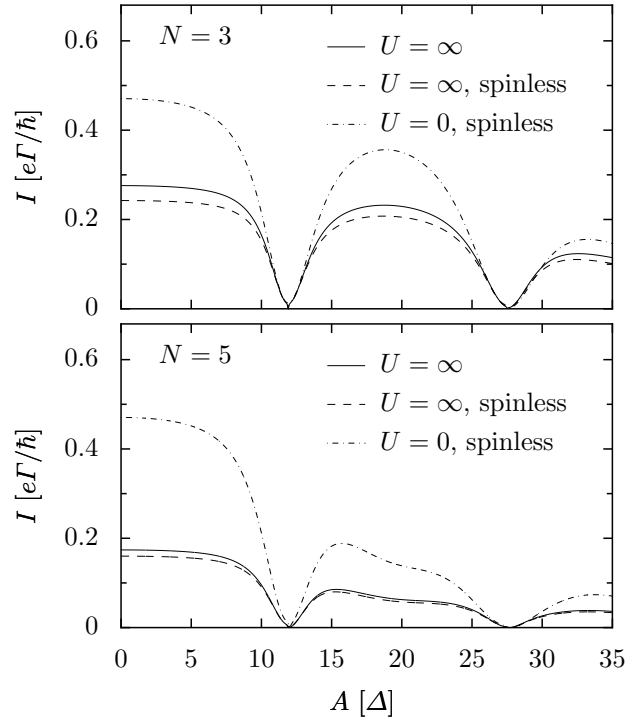 0.6
N = 3
U = ∞
U = ∞, spinless
U = 0, spinless
0.4
I [eΓ/ħ]
0.2
0
0.6
N = 5
U = ∞
U = ∞, spinless
U = 0, spinless
0.4
I [eΓ/ħ]
0.2
0
0 5 10 15 20 25 30 35
A [Δ]